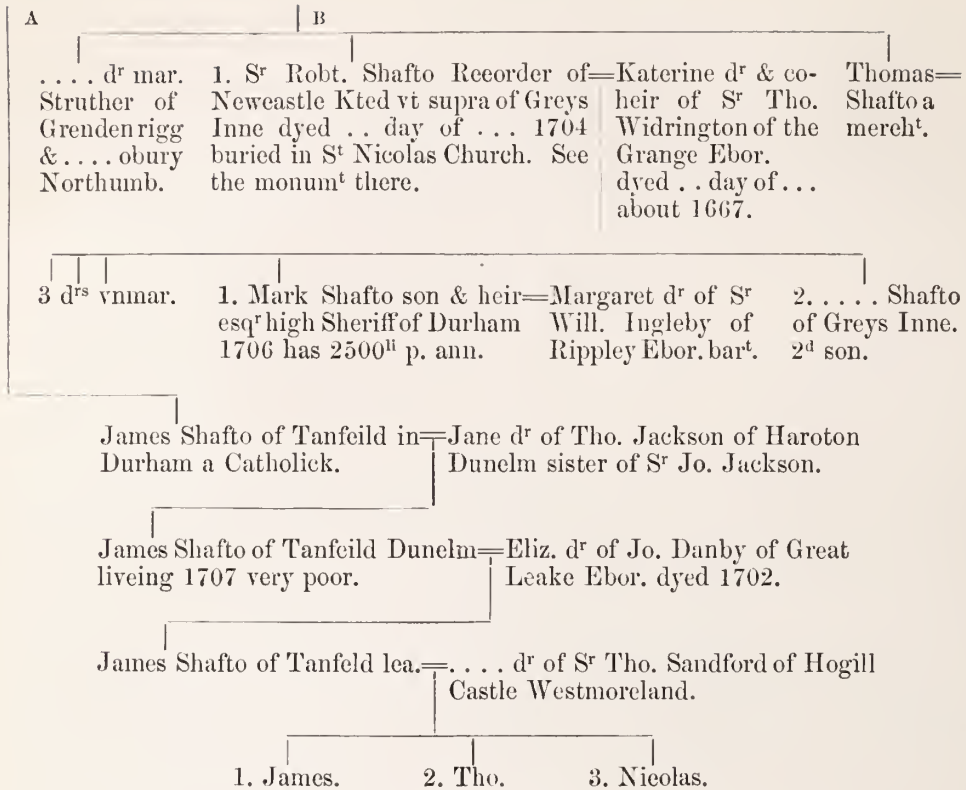 A
B
. . . . dʳ mar.
Struther of
Grendenrigg
& . . . . obury
Northumb.
1. Sʳ Robt. Shafto Recorder of=
Newcastle Kted vt supra of Greys
Inne dyed . . day of . . . 1704
buried in Sᵗ Nicolas Church. See
the monumᵗ there.
Katerine dʳ & co-
heir of Sʳ Tho.
Widrington of the
Grange Ebor.
dyed . . day of . . .
about 1667.
Thomas=
Shafto a
merchᵗ.
3 dʳˢ vnmar.
1. Mark Shafto son & heir=
esqʳ high Sheriff of Durham
1706 has 2500ˡⁱ p. ann.
Margaret dʳ of Sʳ
Will. Ingleby of
Rippley Ebor. barᵗ.
2. . . . . . Shafto
of Greys Inne.
2ᵈ son.
James Shafto of Tanfeild in=
Durham a Catholick.
Jane dʳ of Tho. Jackson of Haroton
Dunelm sister of Sʳ Jo. Jackson.
James Shafto of Tanfeild Dunelm=
liveing 1707 very poor.
Eliz. dʳ of Jo. Danby of Great
Leake Ebor. dyed 1702.
James Shafto of Tanfeld lea.=
. . . . dʳ of Sʳ Tho. Sandford of Hogill
Castle Westmoreland.
1. James.
2. Tho.
3. Nicolas.